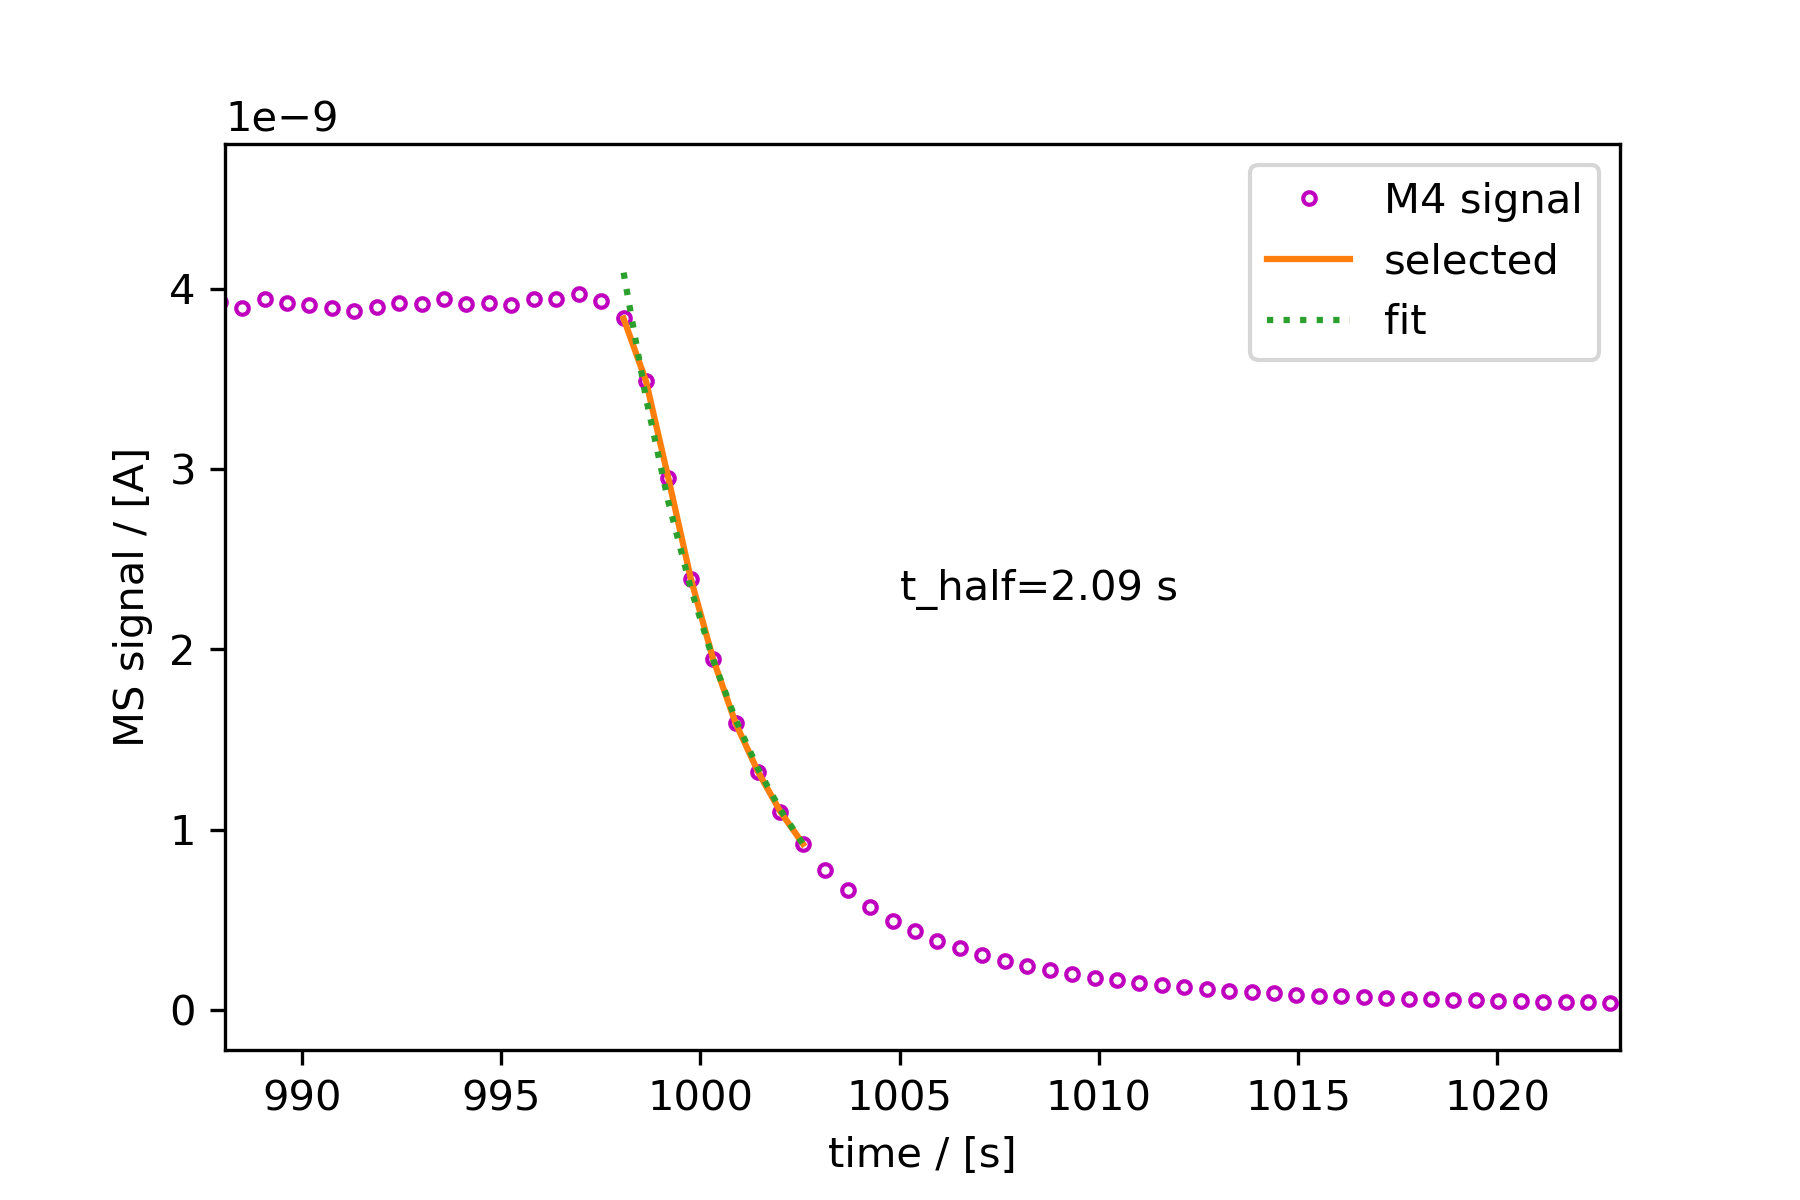 1e−9
M4 signal
selected
fit
4
3
2
1
0
MS signal / [A]
t_half=2.09 s
990 995 1000 1005 1010 1015 1020
time / [s]